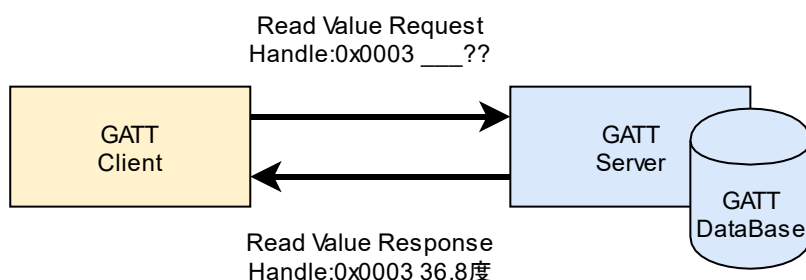 Read Value Request
Handle:0x0003 ___??
GATT
Client
GATT
Server
GATT
DataBase
Read Value Response
Handle:0x0003 36.8度